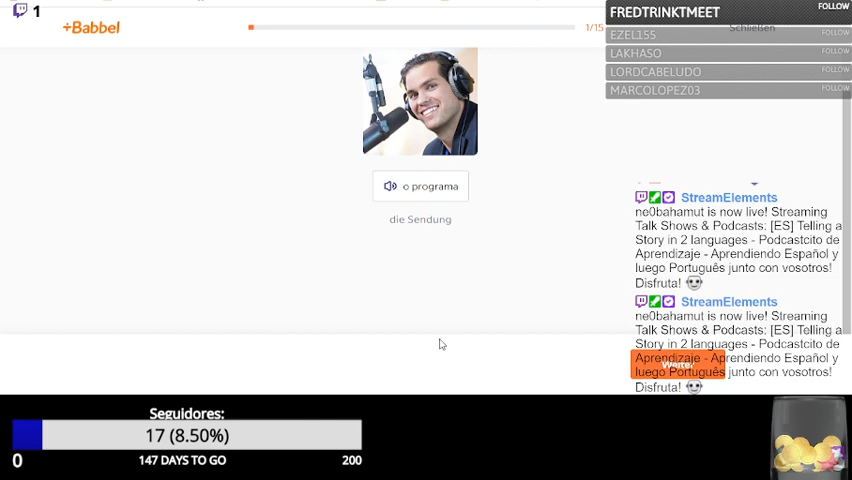 1
+Babbel
1/15
Schließen
FREDTRINKTMEET FOLLOW
EZEL155 FOLLOW
LAKHASO FOLLOW
LORDCABELUDO FOLLOW
MARCOLOPEZ03 FOLLOW
o programa
die Sendung
StreamElements
ne0bahamut is now live! Streaming
Talk Shows & Podcasts: [ES] Telling a
Story in 2 languages - Podcastcito de
Aprendizaje - Aprendiendo Español y
luego Português junto con vosotros!
Disfruta!
StreamElements
ne0bahamut is now live! Streaming
Talk Shows & Podcasts: [ES] Telling a
Story in 2 languages - Podcastcito de
Aprendizaje - Aprendiendo Español y
luego Português junto con vosotros!
Disfruta!
Weiter
Seguidores:
17 (8.50%)
0 147 DAYS TO GO 200